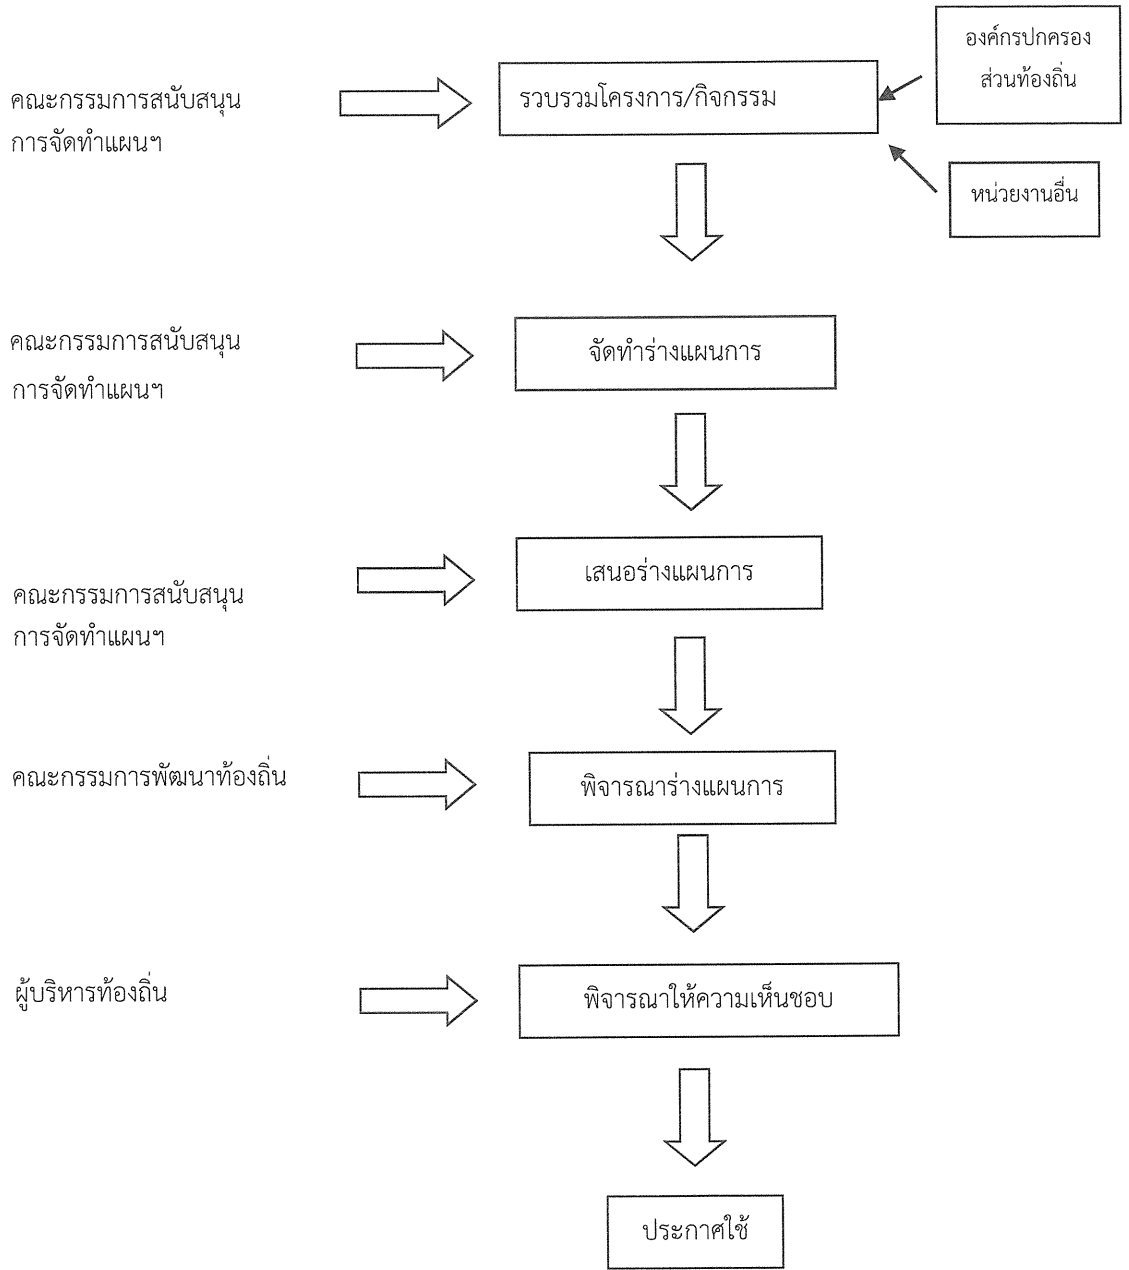 องค์กรปกครอง
ส่วนท้องถิ่น
คณะกรรมการสนับสนุน
การจัดทำแผนฯ
รวบรวมโครงการ/กิจกรรม
หน่วยงานอื่น
คณะกรรมการสนับสนุน
การจัดทำแผนฯ
จัดทำร่างแผนการ
คณะกรรมการสนับสนุน
การจัดทำแผนฯ
เสนอร่างแผนการ
คณะกรรมการพัฒนาท้องถิ่น
พิจารณาร่างแผนการ
ผู้บริหารท้องถิ่น
พิจารณาให้ความเห็นชอบ
ประกาศใช้